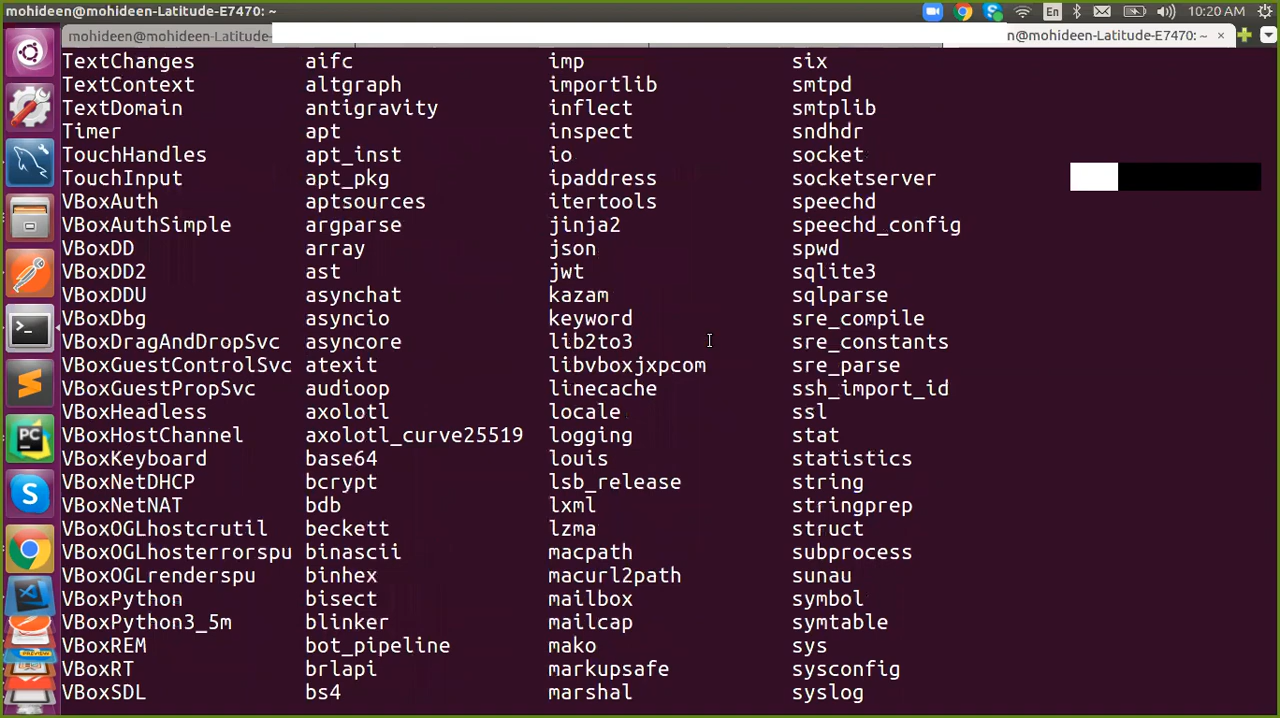 mohideen@mohideen-Latitude-E7470: ~
En
10:20 AM
mohideen@mohideen-Latitude-
n@mohideen-Latitude-E7470: ~ ×
TextChanges aifc imp six
TextContext altgraph importlib smtpd
TextDomain antigravity inflect smtplib
Timer apt inspect sndhdr
TouchHandles apt_inst io socket
TouchInput apt_pkg ipaddress socketserver
VBoxAuth aptsources itertools speechd
VBoxAuthSimple argparse jinja2 speechd_config
VBoxDD array json spwd
VBoxDD2 ast jwt sqlite3
VBoxDDU asynchat kazam sqlparse
VBoxDbg asyncio keyword sre_compile
VBoxDragAndDropSvc asyncore lib2to3 sre_constants
VBoxGuestControlSvc atexit libvboxjxpcom sre_parse
VBoxGuestPropSvc audioop linecache ssh_import_id
VBoxHeadless axolotl locale ssl
VBoxHostChannel axolotl_curve25519 logging stat
VBoxKeyboard base64 louis statistics
VBoxNetDHCP bcrypt lsb_release string
VBoxNetNAT bdb lxml stringprep
VBoxOGLhostcrutil beckett lzma struct
VBoxOGLhosterrorspu binascii macpath subprocess
VBoxOGLrenderspu binhex macurl2path sunau
VBoxPython bisect mailbox symbol
VBoxPython3_5m blinker mailcap symtable
VBoxREM bot_pipeline mako sys
VBoxRT brlapi markupsafe sysconfig
VBoxSDL bs4 marshal syslog
PC
S